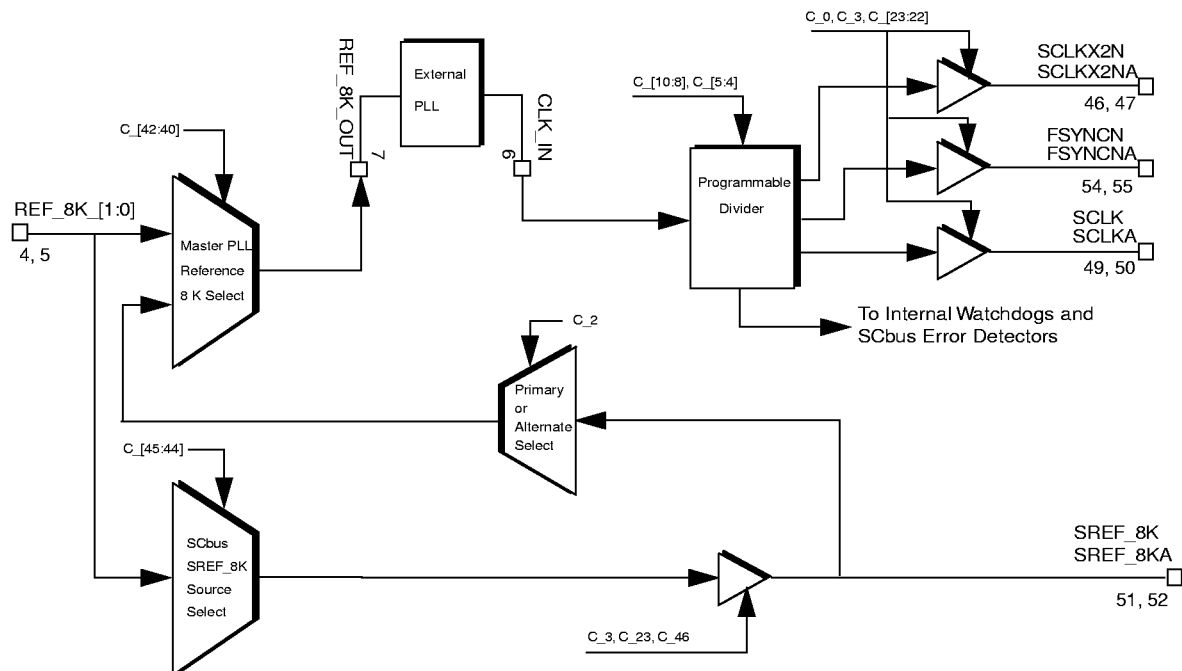 C_0, C_3, C_[23:22]
SCLKX2N
SCLKX2NA
46, 47
REF_8K_OUT
7
External
PLL
CLK_IN
6
C_[10:8], C_[5:4]
C_[42:40]
FSYNCN
FSYNCNA
54, 55
Programmable
Divider
REF_8K_[1:0]
4, 5
Master PLL
Reference
8 K Select
SCLK
SCLKA
49, 50
To Internal Watchdogs and
SCbus Error Detectors
C_2
Primary
or
Alternate
Select
C_[45:44]
SCbus
SREF_8K
Source
Select
SREF_8K
SREF_8KA
51, 52
C_3, C_23, C_46